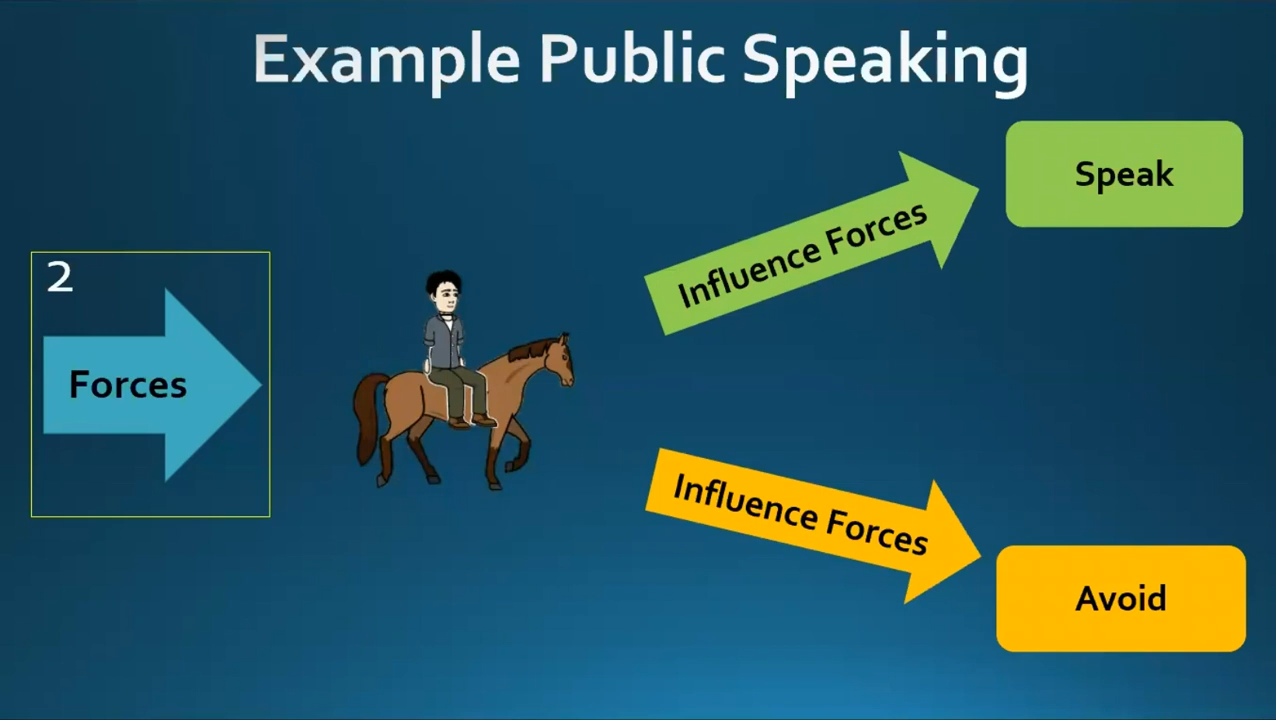 Example Public Speaking
2
Forces
Influence Forces
Speak
Influence Forces
Avoid